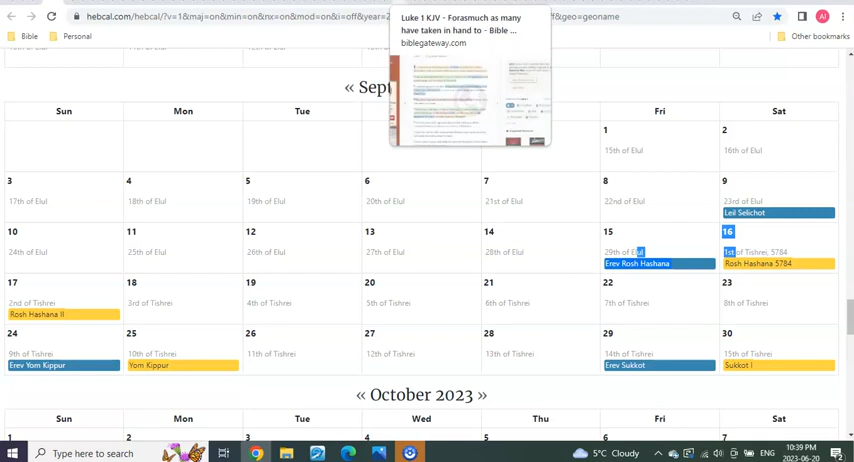 hebcal.com/hebcal/?v=1&maj=on&min=on&nx=on&mod=on&i=off&year=2
ff&geo=geoname
Luke 1 KJV - Forasmuch as many
have taken in hand to - Bible ...
biblegateway.com
Bible
Personal
Other bookmarks
« Sept
Sun Mon Tue Fri Sat
1 2
15th of Elul 16th of Elul
3 4 5 6 7 8 9
17th of Elul 18th of Elul 19th of Elul 20th of Elul 21st of Elul 22nd of Elul 23rd of Elul
Leil Selichot
10 11 12 13 14 15 16
24th of Elul 25th of Elul 26th of Elul 27th of Elul 28th of Elul 29th of Elul 1st of Tishrei, 5784
Erev Rosh Hashana Rosh Hashana 5784
17 18 19 20 21 22 23
2nd of Tishrei 3rd of Tishrei 4th of Tishrei 5th of Tishrei 6th of Tishrei 7th of Tishrei 8th of Tishrei
Rosh Hashana II
24 25 26 27 28 29 30
9th of Tishrei 10th of Tishrei 11th of Tishrei 12th of Tishrei 13th of Tishrei 14th of Tishrei 15th of Tishrei
Erev Yom Kippur Yom Kippur Erev Sukkot Sukkot I
« October 2023 »
Sun Mon Tue Wed Thu Fri Sat
1 2 3 4 5 6 7
Type here to search
5°C Cloudy
ENG
10:39 PM
2023-06-20
2